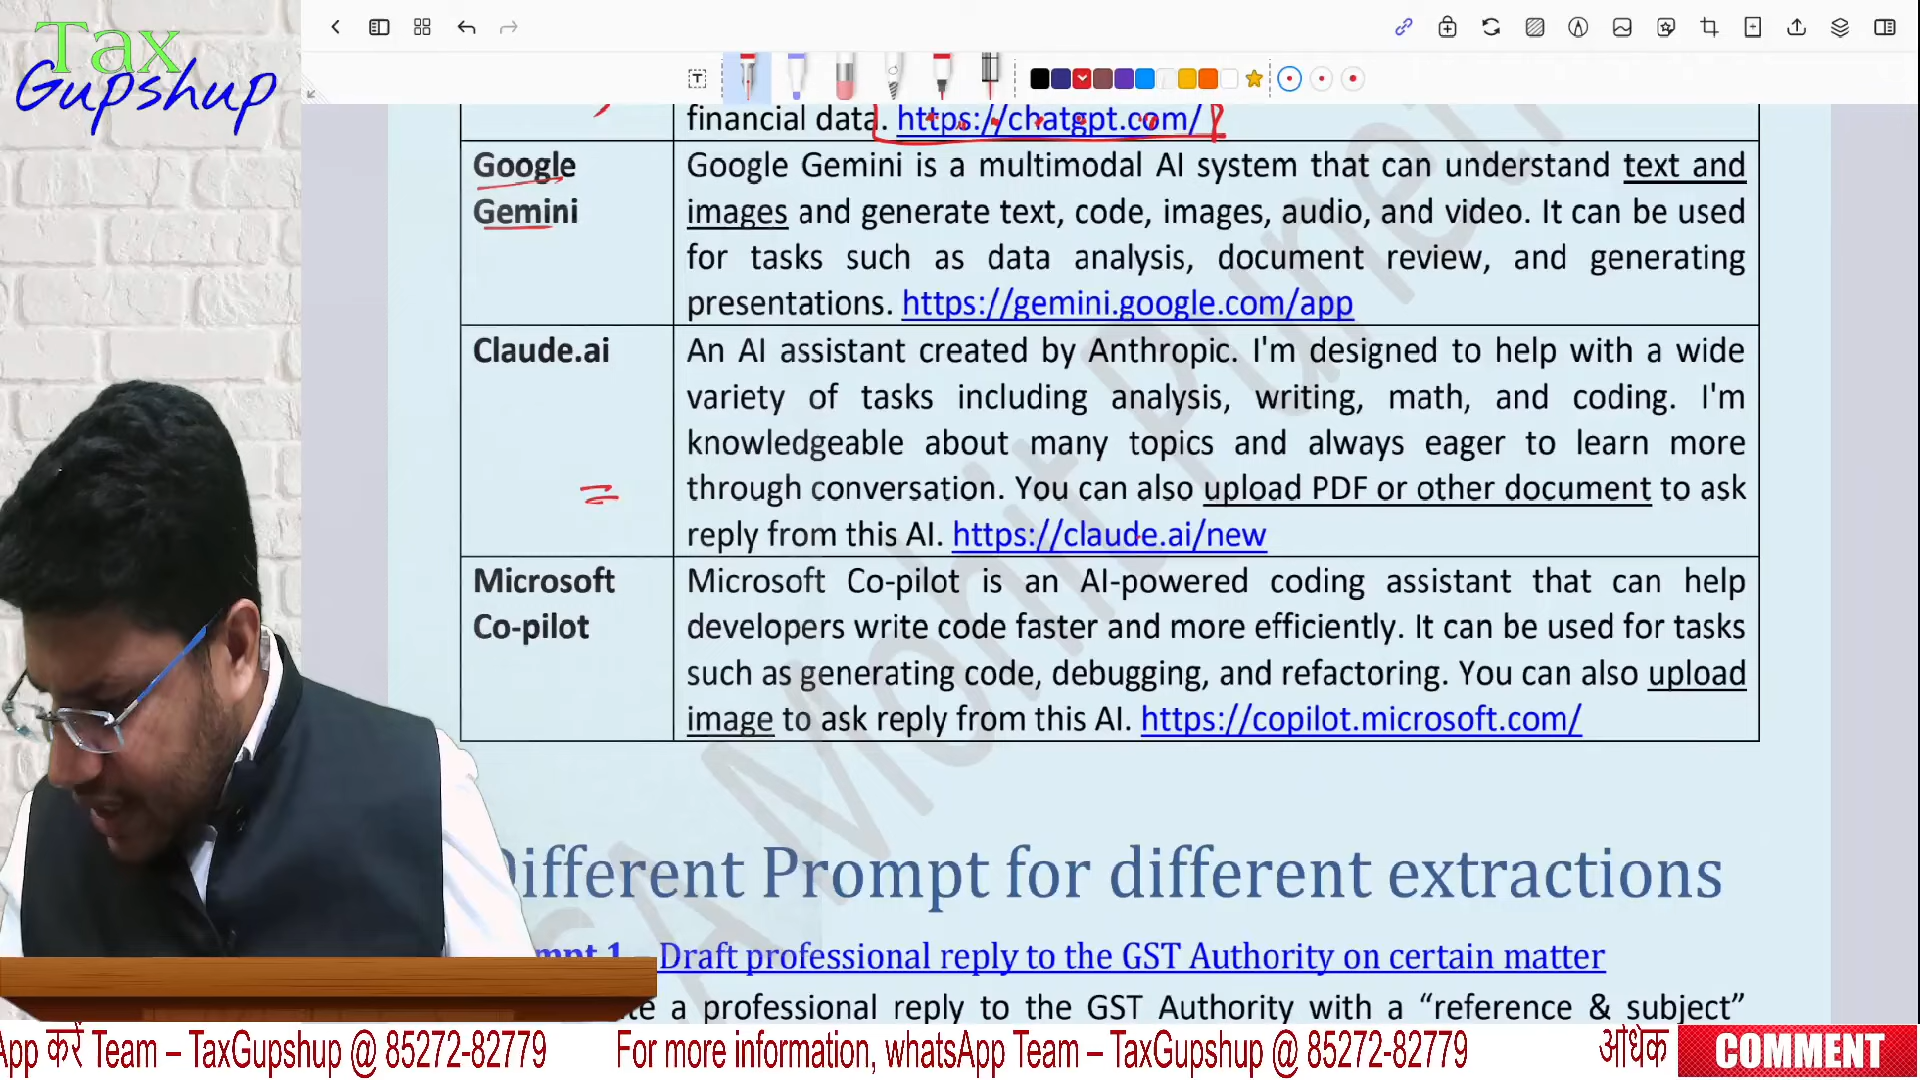 Tax
Gupshup
financial data. https://chatgpt.com/
Google
Gemini
Google Gemini is a multimodal AI system that can understand text and
images and generate text, code, images, audio, and video. It can be used
for tasks such as data analysis, document review, and generating
presentations. https://gemini.google.com/app
Claude.ai
An AI assistant created by Anthropic. I'm designed to help with a wide
variety of tasks including analysis, writing, math, and coding. I'm
knowledgeable about many topics and always eager to learn more
through conversation. You can also upload PDF or other document to ask
reply from this AI. https://claude.ai/new
Microsoft
Co-pilot
Microsoft Co-pilot is an AI-powered coding assistant that can help
developers write code faster and more efficiently. It can be used for tasks
such as generating code, debugging, and refactoring. You can also upload
image to ask reply from this AI. https://copilot.microsoft.com/
Different Prompt for different extractions
1 Draft professional reply to the GST Authority on certain matter
a professional reply to the GST Authority with a “reference & subject”
App करें Team – TaxGupshup @ 85272-82779 For more information, whatsApp Team – TaxGupshup @ 85272-82779
COMMENT